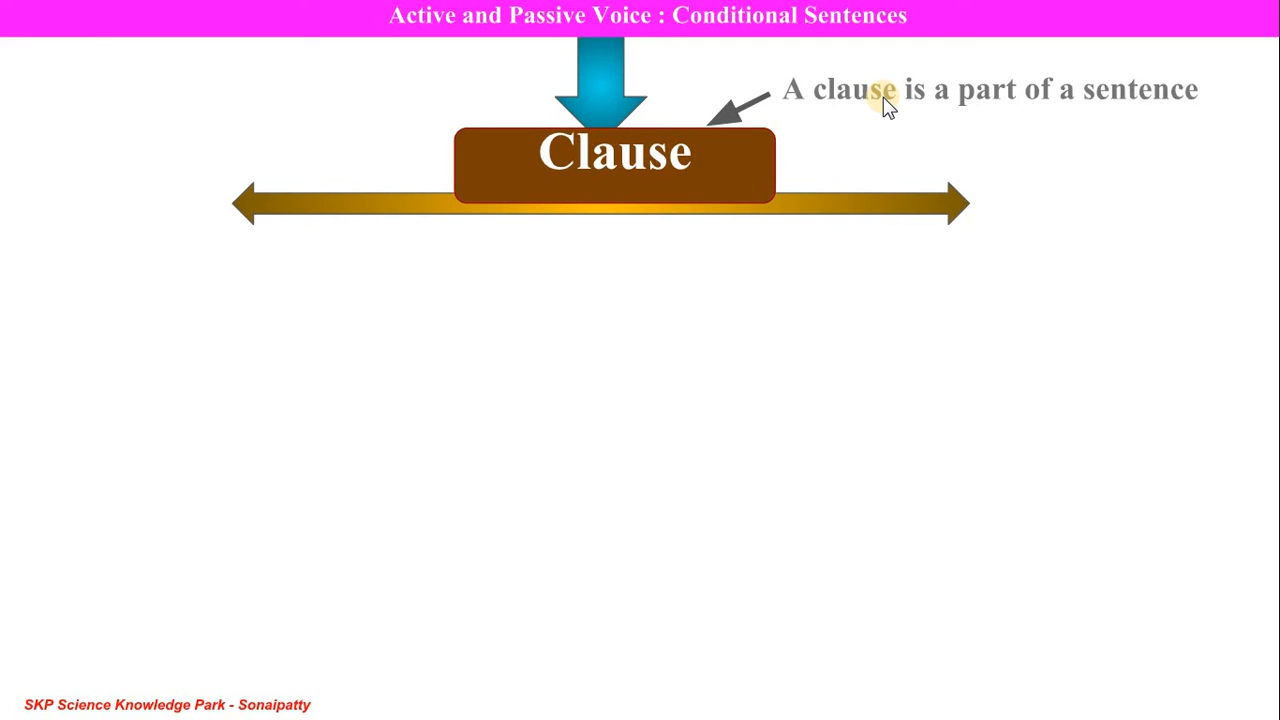 Active and Passive Voice : Conditional Sentences
A clause is a part of a sentence
Clause
SKP Science Knowledge Park - Sonaipatty